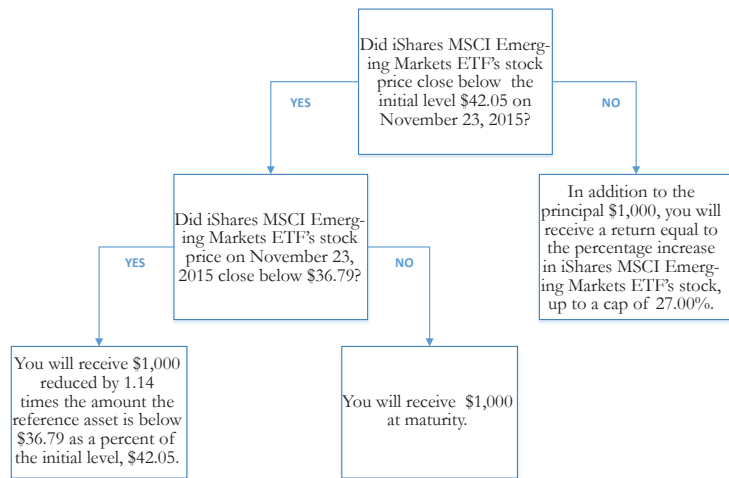 Did iShares MSCI Emerg-
ing Markets ETF's stock
price close below the
initial level $42.05 on
November 23, 2015?
YES
NO
Did iShares MSCI Emerg-
ing Markets ETF's stock
price on November 23,
2015 close below $36.79?
In addition to the
principal $1,000, you will
receive a return equal to
the percentage increase
in iShares MSCI Emerg-
ing Markets ETF's stock,
up to a cap of 27.00%.
YES
NO
You will receive $1,000
reduced by 1.14
times the amount the
reference asset is below
$36.79 as a percent of
the initial level, $42.05.
You will receive $1,000
at maturity.